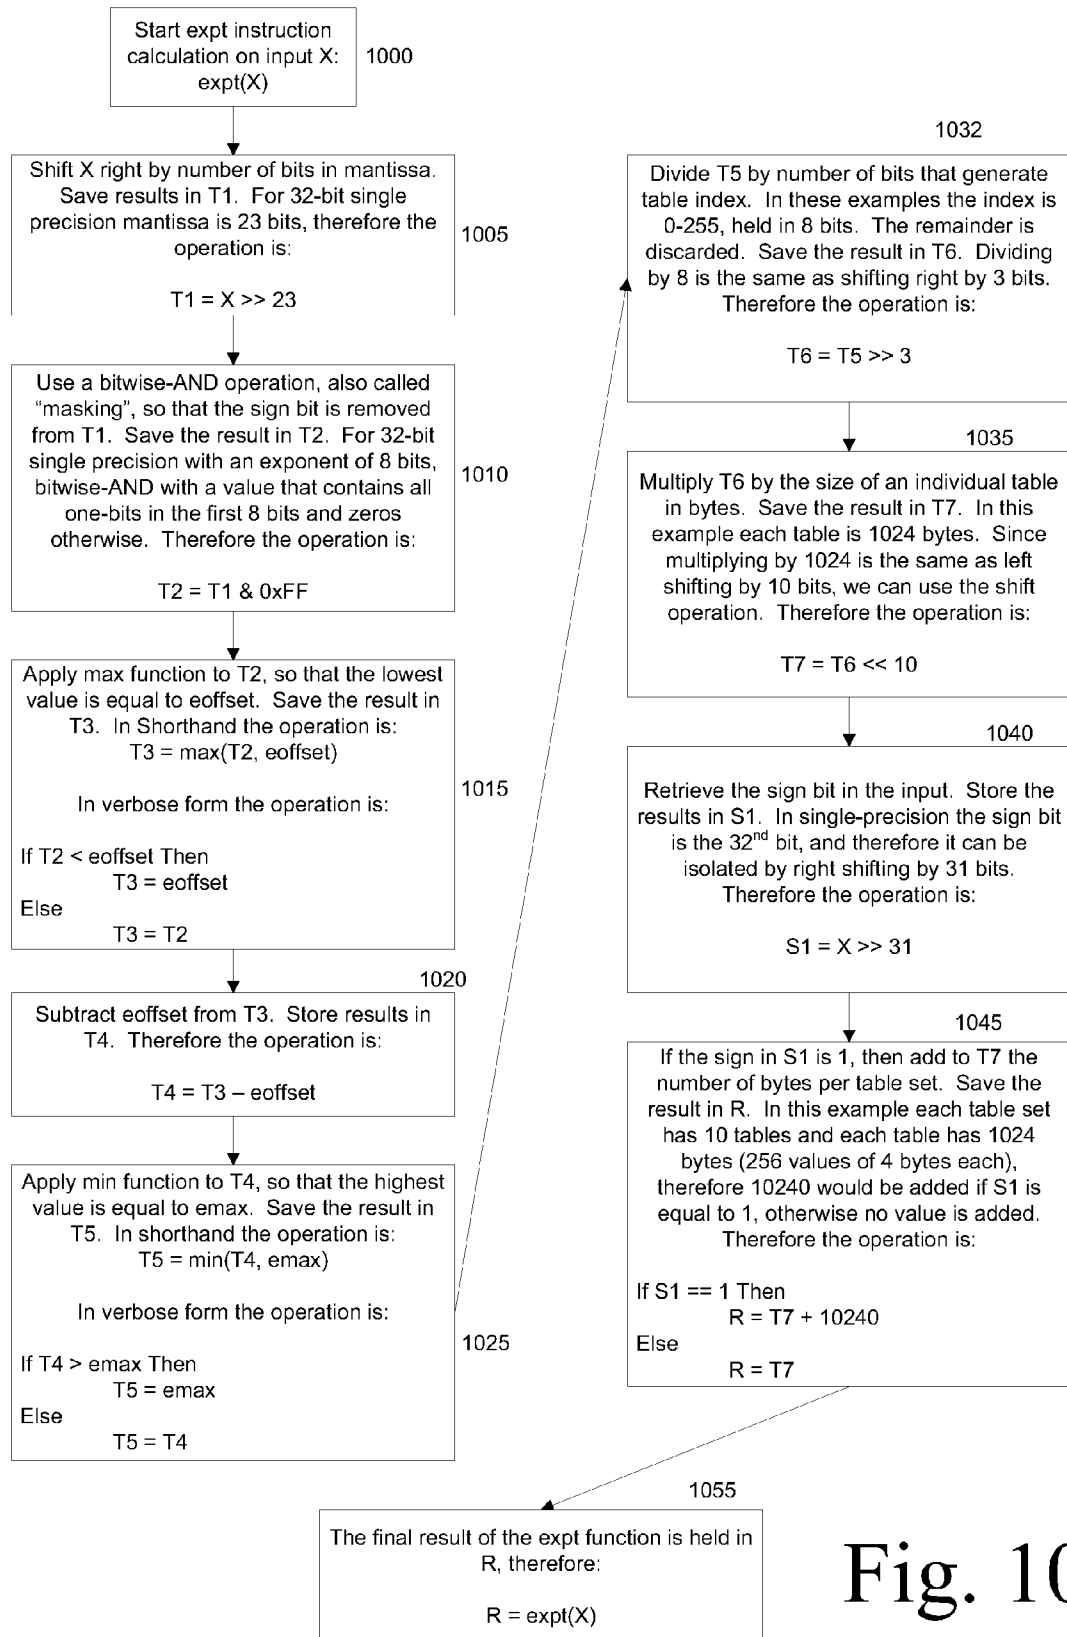 Start expt instruction
calculation on input X:
expt(X)
1000
Shift X right by number of bits in mantissa.
Save results in T1. For 32-bit single
precision mantissa is 23 bits, therefore the
operation is:
T1 = X >> 23
1005
Use a bitwise-AND operation, also called
“masking”, so that the sign bit is removed
from T1. Save the result in T2. For 32-bit
single precision with an exponent of 8 bits,
bitwise-AND with a value that contains all
one-bits in the first 8 bits and zeros
otherwise. Therefore the operation is:
T2 = T1 & 0xFF
1010
Apply max function to T2, so that the lowest
value is equal to eoffset. Save the result in
T3. In Shorthand the operation is:
T3 = max(T2, eoffset)
In verbose form the operation is:
If T2 < eoffset Then
T3 = eoffset
Else
T3 = T2
1015
1020
Subtract eoffset from T3. Store results in
T4. Therefore the operation is:
T4 = T3 – eoffset
Apply min function to T4, so that the highest
value is equal to emax. Save the result in
T5. In shorthand the operation is:
T5 = min(T4, emax)
In verbose form the operation is:
If T4 > emax Then
T5 = emax
Else
T5 = T4
1025
1032
Divide T5 by number of bits that generate
table index. In these examples the index is
0-255, held in 8 bits. The remainder is
discarded. Save the result in T6. Dividing
by 8 is the same as shifting right by 3 bits.
Therefore the operation is:
T6 = T5 >> 3
1035
Multiply T6 by the size of an individual table
in bytes. Save the result in T7. In this
example each table is 1024 bytes. Since
multiplying by 1024 is the same as left
shifting by 10 bits, we can use the shift
operation. Therefore the operation is:
T7 = T6 << 10
1040
Retrieve the sign bit in the input. Store the
results in S1. In single-precision the sign bit
is the 32nd bit, and therefore it can be
isolated by right shifting by 31 bits.
Therefore the operation is:
S1 = X >> 31
1045
If the sign in S1 is 1, then add to T7 the
number of bytes per table set. Save the
result in R. In this example each table set
has 10 tables and each table has 1024
bytes (256 values of 4 bytes each),
therefore 10240 would be added if S1 is
equal to 1, otherwise no value is added.
Therefore the operation is:
If S1 == 1 Then
R = T7 + 10240
Else
R = T7
1055
The final result of the expt function is held in
R, therefore:
R = expt(X)
Fig. 10